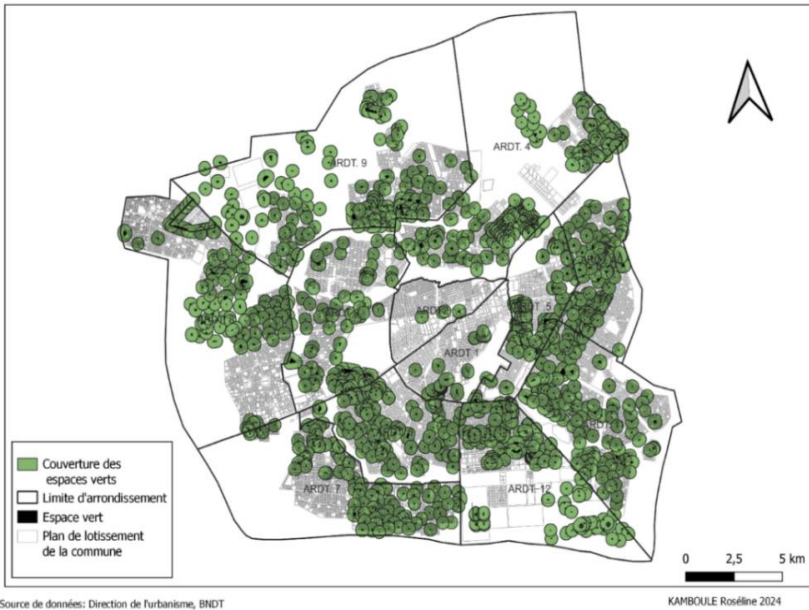 ARDT. 4
ARDT. 9
ARDT. 1
ARDT. 7
ARDT. 12
Couverture des
espaces verts
Limite d'arrondissement
Espace vert
Plan de lotissement
de la commune
0 2,5 5 km
Source de données: Direction de l'urbanisme, BNDT
KAMBOULE Roséline 2024